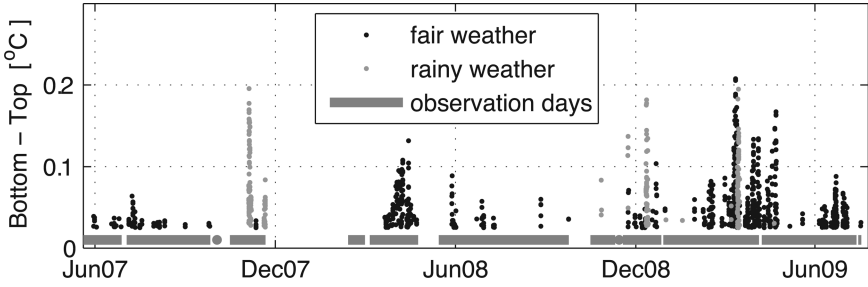 Bottom − Top [°C]
fair weather
rainy weather
observation days
0.2
0.1
0
Jun07 Dec07 Jun08 Dec08 Jun09